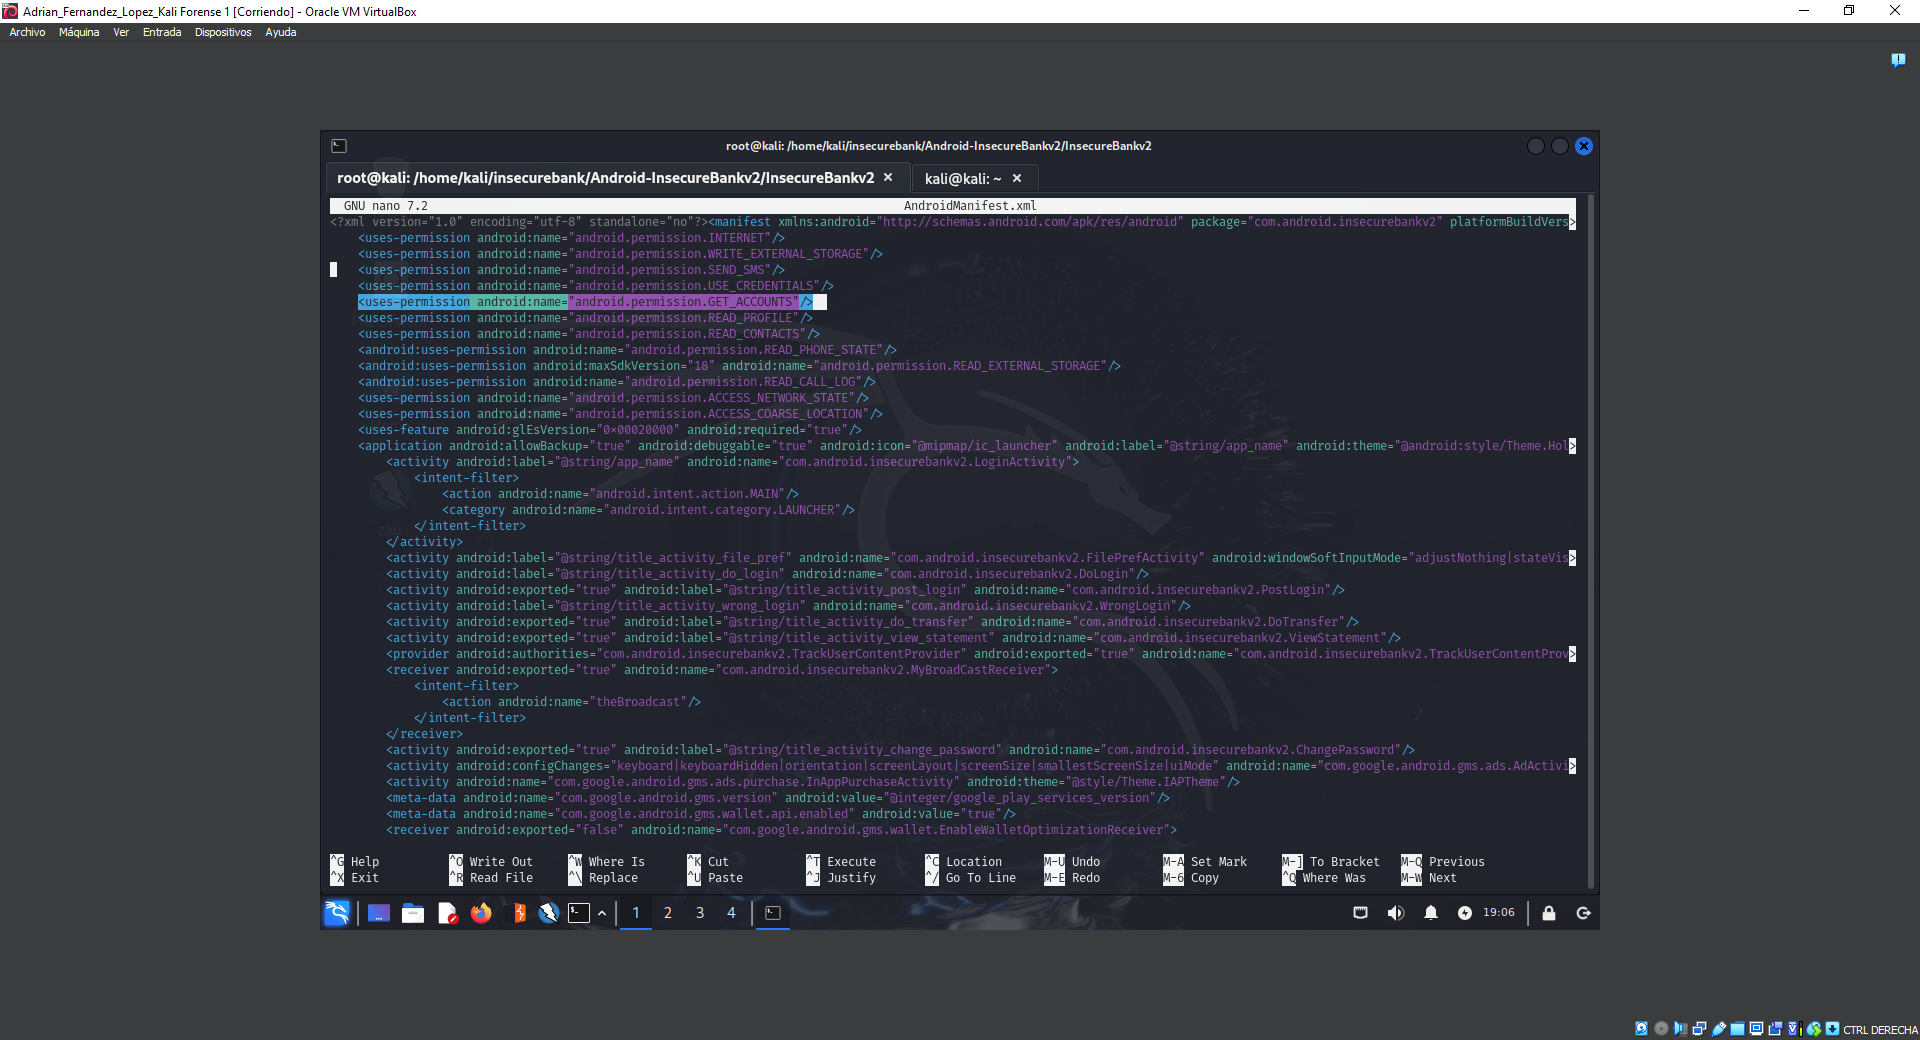 Adrian_Fernandez_Lopez_Kali Forense 1 [Corriendo] - Oracle VM VirtualBox
Archivo Máquina Ver Entrada Dispositivos Ayuda
root@kali: /home/kali/insecurebank/Android-InsecureBankv2/InsecureBankv2
root@kali: /home/kali/insecurebank/Android-InsecureBankv2/InsecureBankv2 × kali@kali: ~ ×
GNU nano 7.2 AndroidManifest.xml
<?xml version="1.0" encoding="utf-8" standalone="no"?><manifest xmlns:android="http://schemas.android.com/apk/res/android" package="com.android.insecurebankv2" platformBuildVers>
<uses-permission android:name="android.permission.INTERNET"/>
<uses-permission android:name="android.permission.WRITE_EXTERNAL_STORAGE"/>
<uses-permission android:name="android.permission.SEND_SMS"/>
<uses-permission android:name="android.permission.USE_CREDENTIALS"/>
<uses-permission android:name="android.permission.GET_ACCOUNTS"/>
<uses-permission android:name="android.permission.READ_PROFILE"/>
<uses-permission android:name="android.permission.READ_CONTACTS"/>
<android:uses-permission android:name="android.permission.READ_PHONE_STATE"/>
<android:uses-permission android:maxSdkVersion="18" android:name="android.permission.READ_EXTERNAL_STORAGE"/>
<android:uses-permission android:name="android.permission.READ_CALL_LOG"/>
<uses-permission android:name="android.permission.ACCESS_NETWORK_STATE"/>
<uses-permission android:name="android.permission.ACCESS_COARSE_LOCATION"/>
<uses-feature android:glEsVersion="0x00020000" android:required="true"/>
<application android:allowBackup="true" android:debuggable="true" android:icon="@mipmap/ic_launcher" android:label="@string/app_name" android:theme="@android:style/Theme.Hol>
<activity android:label="@string/app_name" android:name="com.android.insecurebankv2.LoginActivity">
<intent-filter>
<action android:name="android.intent.action.MAIN"/>
<category android:name="android.intent.category.LAUNCHER"/>
</intent-filter>
</activity>
<activity android:label="@string/title_activity_file_pref" android:name="com.android.insecurebankv2.FilePrefActivity" android:windowSoftInputMode="adjustNothing|stateVis>
<activity android:label="@string/title_activity_do_login" android:name="com.android.insecurebankv2.DoLogin"/>
<activity android:exported="true" android:label="@string/title_activity_post_login" android:name="com.android.insecurebankv2.PostLogin"/>
<activity android:label="@string/title_activity_wrong_login" android:name="com.android.insecurebankv2.WrongLogin"/>
<activity android:exported="true" android:label="@string/title_activity_do_transfer" android:name="com.android.insecurebankv2.DoTransfer"/>
<activity android:exported="true" android:label="@string/title_activity_view_statement" android:name="com.android.insecurebankv2.ViewStatement"/>
<provider android:authorities="com.android.insecurebankv2.TrackUserContentProvider" android:exported="true" android:name="com.android.insecurebankv2.TrackUserContentProv>
<receiver android:exported="true" android:name="com.android.insecurebankv2.MyBroadCastReceiver">
<intent-filter>
<action android:name="theBroadcast"/>
</intent-filter>
</receiver>
<activity android:exported="true" android:label="@string/title_activity_change_password" android:name="com.android.insecurebankv2.ChangePassword"/>
<activity android:configChanges="keyboard|keyboardHidden|orientation|screenLayout|screenSize|smallestScreenSize|uiMode" android:name="com.google.android.gms.ads.AdActivi>
<activity android:name="com.google.android.gms.ads.purchase.InAppPurchaseActivity" android:theme="@style/Theme.IAPTheme"/>
<meta-data android:name="com.google.android.gms.version" android:value="@integer/google_play_services_version"/>
<meta-data android:name="com.google.android.gms.wallet.api.enabled" android:value="true"/>
<receiver android:exported="false" android:name="com.google.android.gms.wallet.EnableWalletOptimizationReceiver">
^G Help ^O Write Out ^W Where Is ^K Cut ^T Execute ^C Location M-U Undo M-A Set Mark M-] To Bracket M-Q Previous
^X Exit ^R Read File ^\ Replace ^U Paste ^J Justify ^/ Go To Line M-E Redo M-6 Copy ^Q Where Was M-W Next
1 2 3 4 19:06
CTRL DERECHA